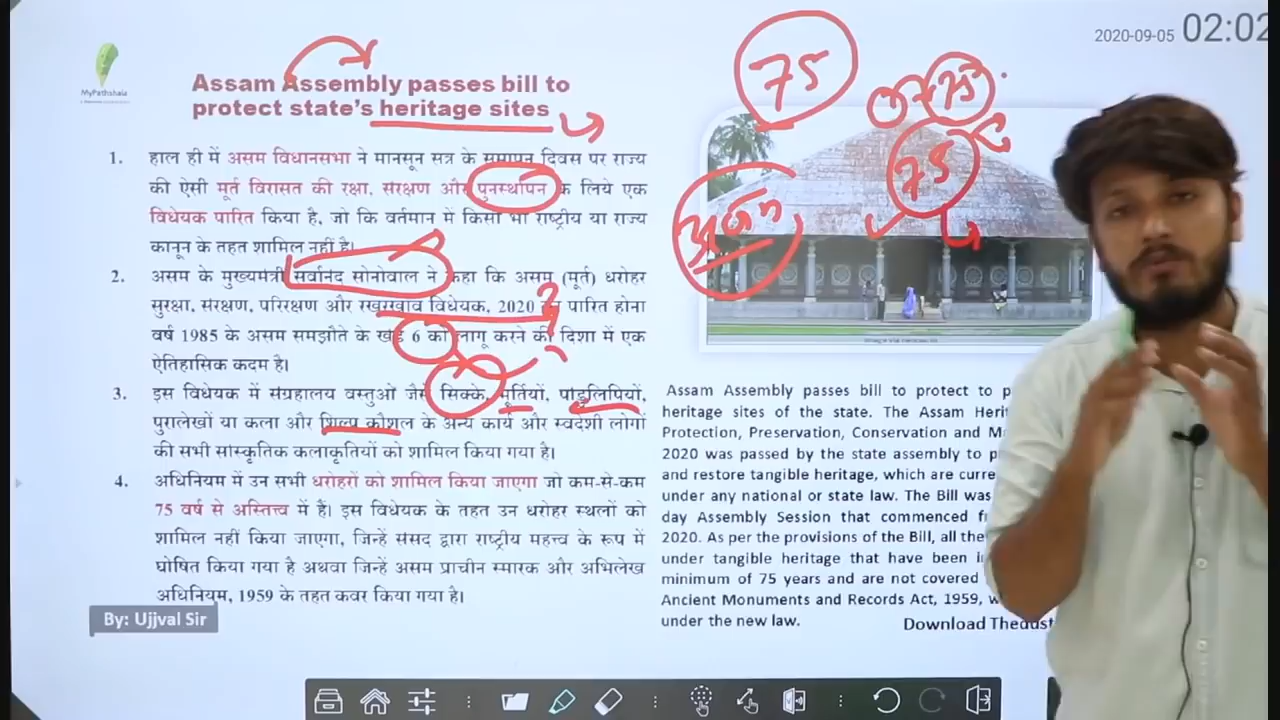 2020-09-05 02:02
MyPathshala
Assam Assembly passes bill to
protect state's heritage sites
1. हाल ही में असम विधानसभा ने मानसून सत्र के समापन दिवस पर राज्य
की ऐसी मूर्त विरासत की रक्षा, संरक्षण और पुनर्स्थापन के लिये एक
विधेयक पारित किया है, जो कि वर्तमान में किसी भी राष्ट्रीय या राज्य
कानून के तहत शामिल नहीं है।
2. असम के मुख्यमंत्री सर्वानंद सोनोवाल ने कहा कि असम (मूर्त) धरोहर
सुरक्षा, संरक्षण, परिरक्षण और रखरखाव विधेयक, 2020 पारित होना
वर्ष 1985 के असम समझौते के खंड 6 को लागू करने की दिशा में एक
ऐतिहासिक कदम है।
3. इस विधेयक में संग्रहालय वस्तुओं जैसे सिक्के, मूर्तियों, पांडुलिपियों,
पुरालेखों या कला और शिल्प कौशल के अन्य कार्य और स्वदेशी लोगों
की सभी सांस्कृतिक कलाकृतियों को शामिल किया गया है।
4. अधिनियम में उन सभी धरोहरों को शामिल किया जाएगा जो कम-से-कम
75 वर्ष से अस्तित्व में हैं। इस विधेयक के तहत उन धरोहर स्थलों को
शामिल नहीं किया जाएगा, जिन्हें संसद द्वारा राष्ट्रीय महत्त्व के रूप में
घोषित किया गया है अथवा जिन्हें असम प्राचीन स्मारक और अभिलेख
अधिनियम, 1959 के तहत कवर किया गया है।
By: Ujjval Sir
75
75
75
Assam Assembly passes bill to protect to p
heritage sites of the state. The Assam Heri
Protection, Preservation, Conservation and M
2020 was passed by the state assembly to p
and restore tangible heritage, which are curre
under any national or state law. The Bill was
day Assembly Session that commenced f
2020. As per the provisions of the Bill, all the
under tangible heritage that have been i
minimum of 75 years and are not covered
Ancient Monuments and Records Act, 1959, w
under the new law.
Download Thedust